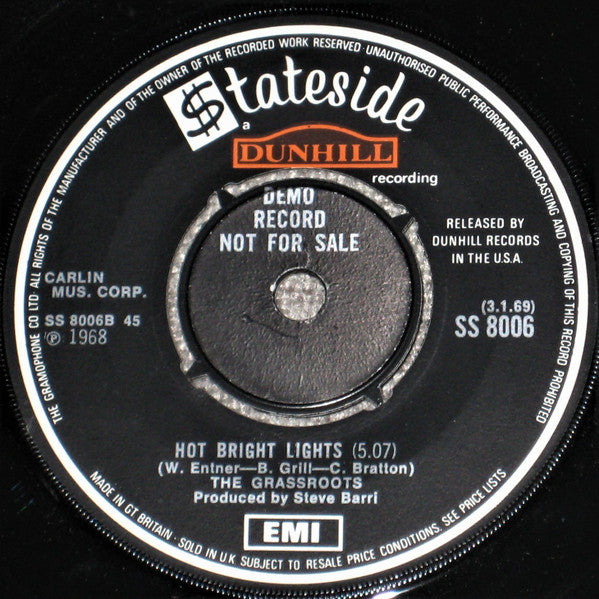 ALL RIGHTS OF THE MANUFACTURER AND OF THE OWNER OF THE RECORDED WORK RESERVED · UNAUTHORISED PUBLIC PERFORMANCE BROADCASTING AND COPYING OF THIS RECORD PROHIBITED
THE GRAMOPHONE CO LTD.
$tateside
a
DUNHILL
recording
DEMO
RECORD
NOT FOR SALE
RELEASED BY
DUNHILL RECORDS
IN THE U.S.A.
CARLIN
MUS. CORP.
SS 8006B 45
℗ 1968
(3.1.69)
SS 8006
HOT BRIGHT LIGHTS (5.07)
(W. Entner—B. Grill—C. Bratton)
THE GRASSROOTS
Produced by Steve Barri
EMI
MADE IN GT BRITAIN · SOLD IN U K SUBJECT TO RESALE PRICE CONDITIONS. SEE PRICE LISTS